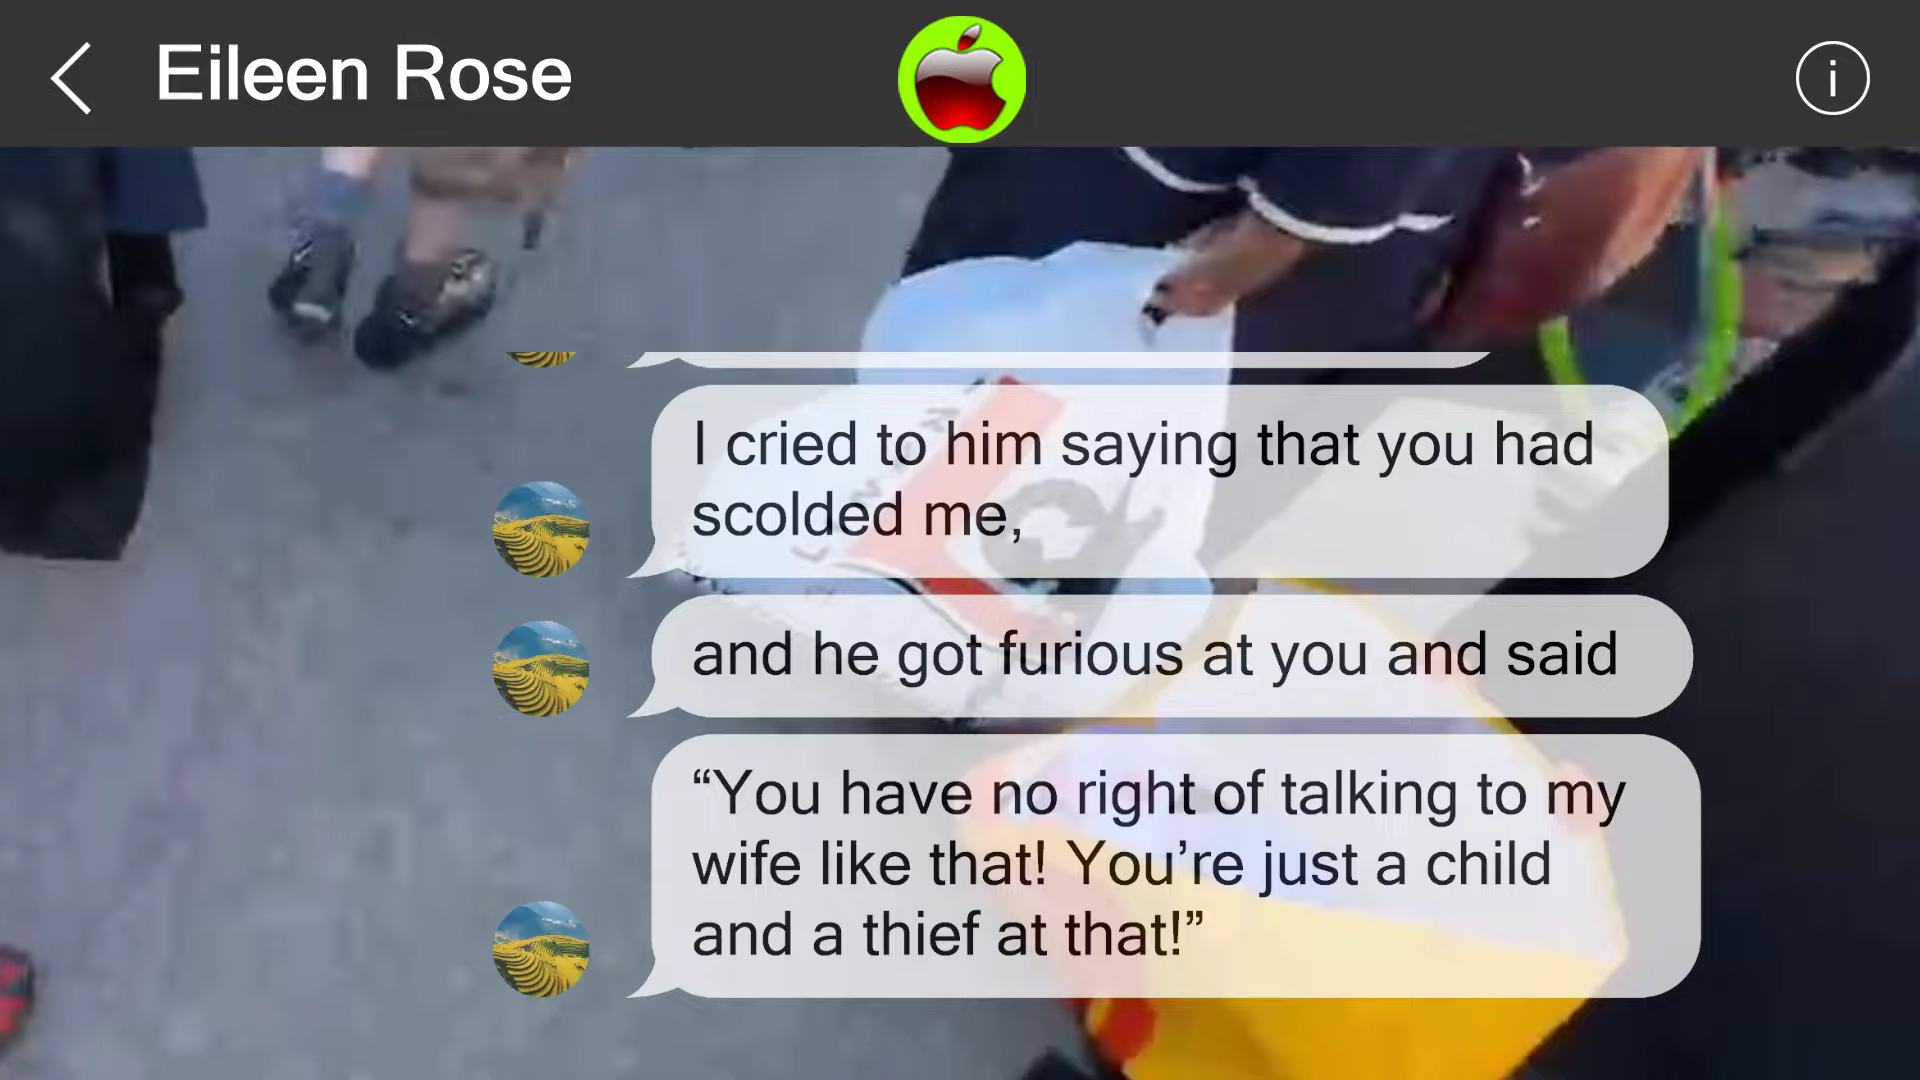 Eileen Rose
I cried to him saying that you had
scolded me,
and he got furious at you and said
“You have no right of talking to my
wife like that! You’re just a child
and a thief at that!”